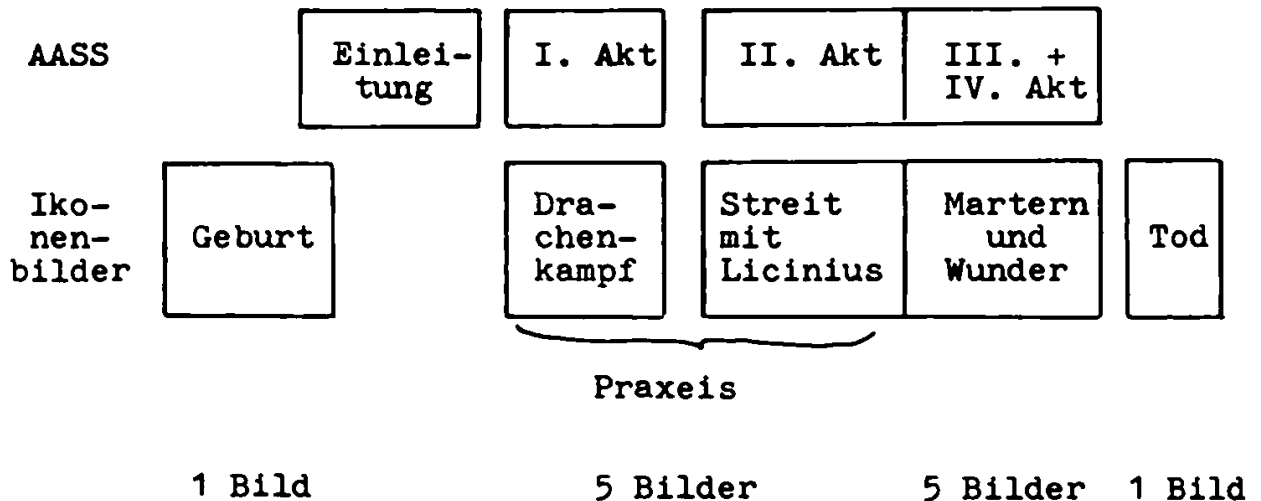 AASS
Einlei-
tung
I. Akt
II. Akt
III. +
IV. Akt
Iko-
nen-
bilder
Geburt
Dra-
chen-
kampf
Streit
mit
Licinius
Martern
und
Wunder
Tod
Praxeis
1 Bild
5 Bilder
5 Bilder
1 Bild